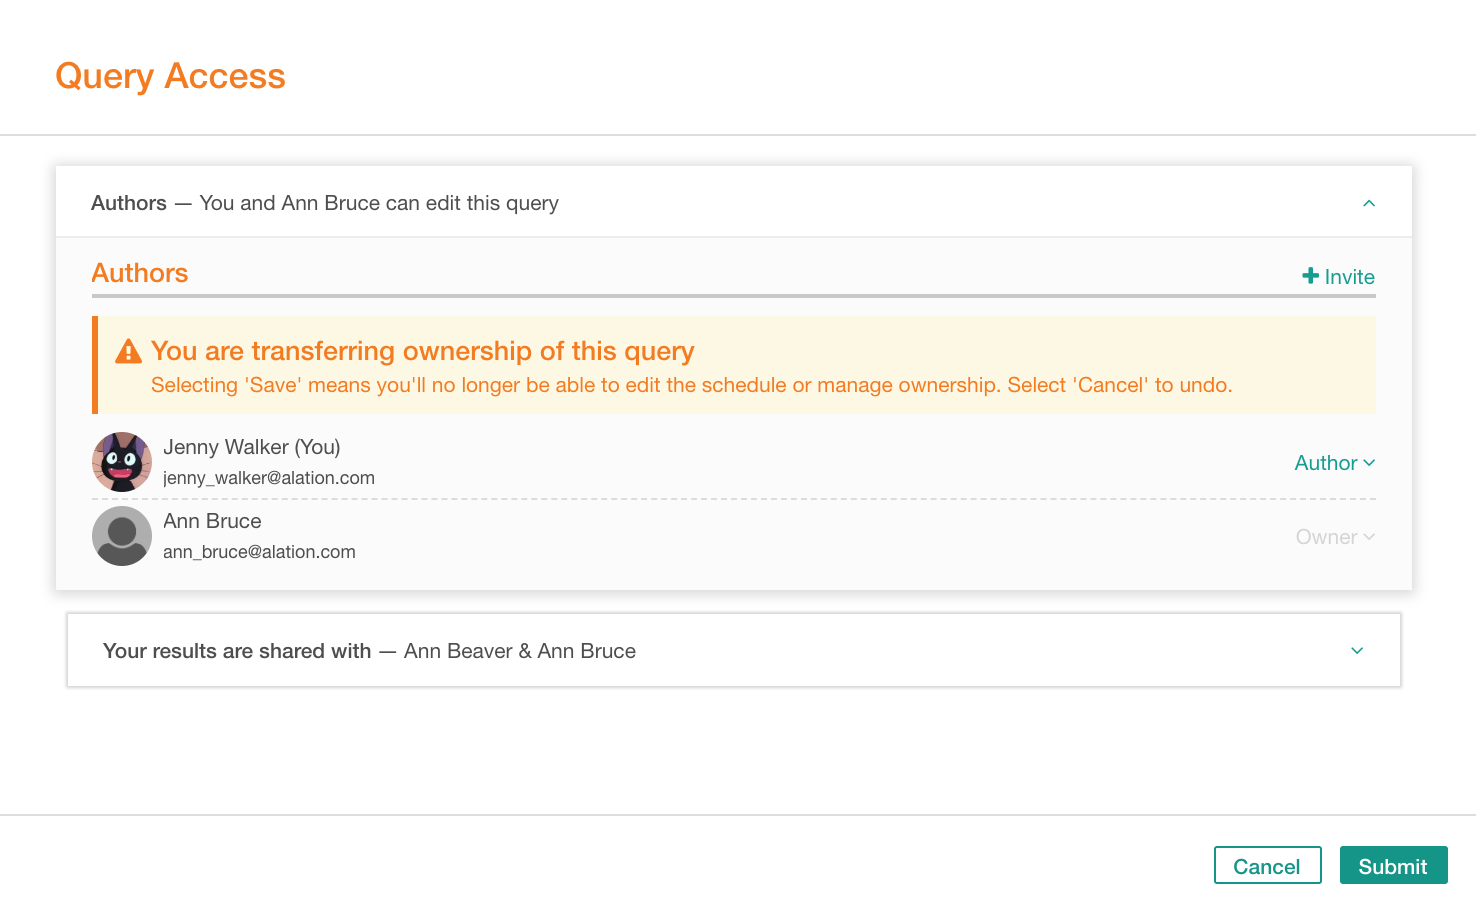 Query Access
Authors — You and Ann Bruce can edit this query
Authors
Invite
You are transferring ownership of this query
Selecting 'Save' means you'll no longer be able to edit the schedule or manage ownership. Select 'Cancel' to undo.
Jenny Walker (You)
jenny_walker@alation.com
Author
Ann Bruce
ann_bruce@alation.com
Owner
Your results are shared with — Ann Beaver & Ann Bruce
Cancel
Submit